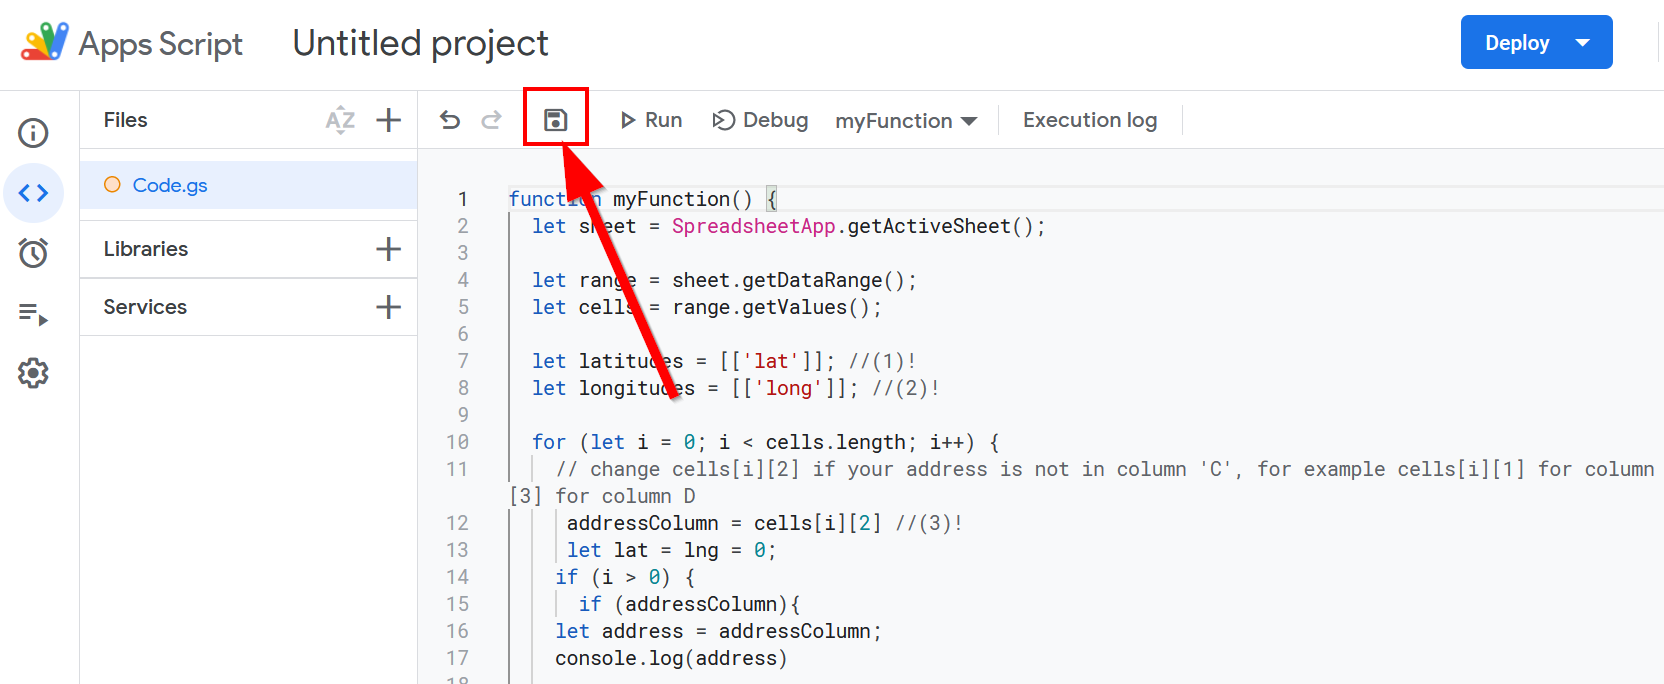 Apps Script Untitled project Deploy
Files AZ Run Debug myFunction Execution log
Code.gs
Libraries
Services
1 function myFunction() {
2 let sheet = SpreadsheetApp.getActiveSheet();
3
4 let range = sheet.getDataRange();
5 let cells = range.getValues();
6
7 let latitudes = [['lat']]; //(1)!
8 let longitudes = [['long']]; //(2)!
9
10 for (let i = 0; i < cells.length; i++) {
11 // change cells[i][2] if your address is not in column 'C', for example cells[i][1] for column
[3] for column D
12 addressColumn = cells[i][2] //(3)!
13 let lat = lng = 0;
14 if (i > 0) {
15 if (addressColumn){
16 let address = addressColumn;
17 console.log(address)
18